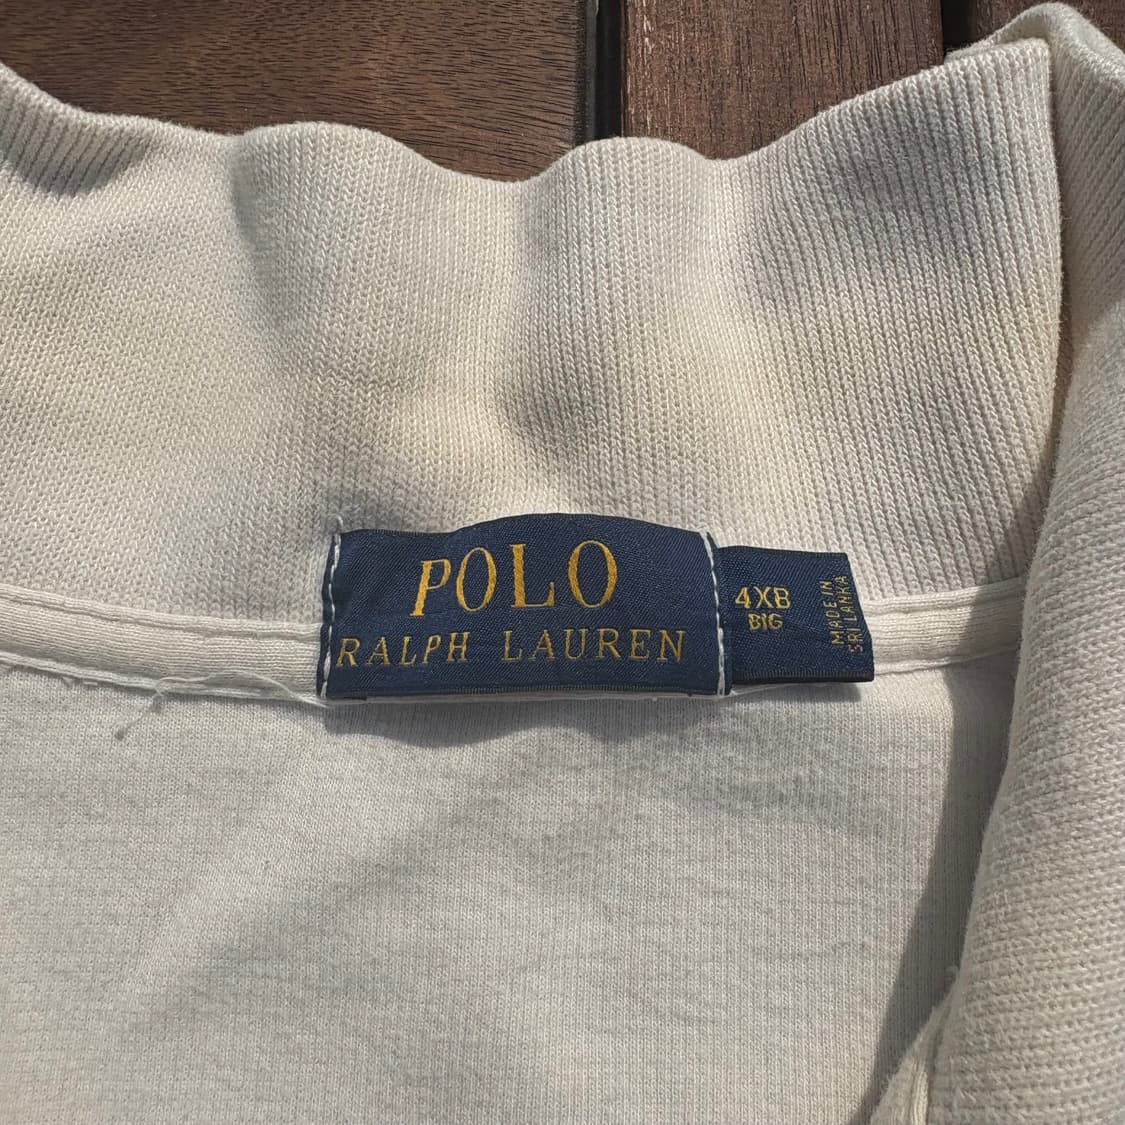 POLO
RALPH LAUREN
4XB
BIG
MADE IN
SRI LANKA